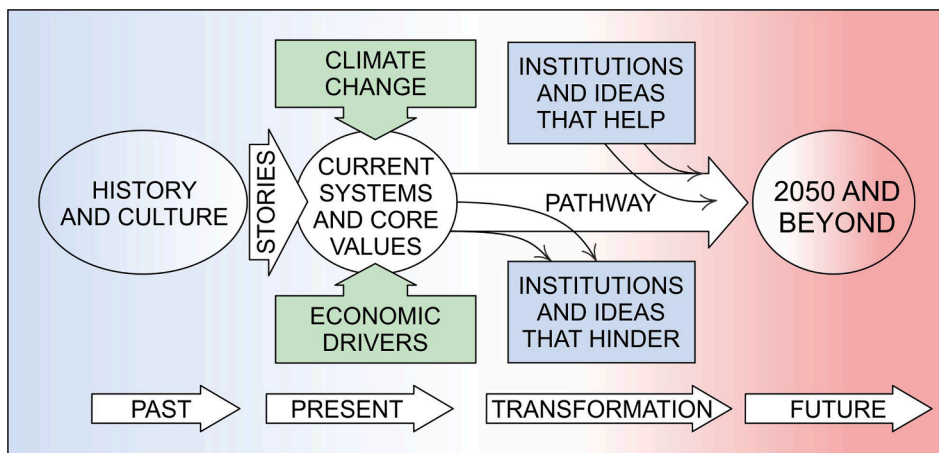 CLIMATE
CHANGE
INSTITUTIONS
AND IDEAS
THAT HELP
HISTORY
AND CULTURE
STORIES
CURRENT
SYSTEMS
AND CORE
VALUES
PATHWAY
2050 AND
BEYOND
ECONOMIC
DRIVERS
INSTITUTIONS
AND IDEAS
THAT HINDER
PAST
PRESENT
TRANSFORMATION
FUTURE